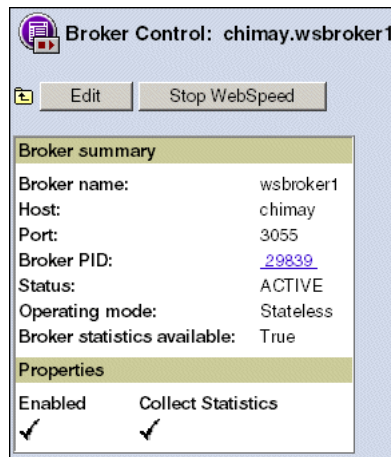 Broker Control: chimay.wsbroker1
Edit Stop WebSpeed
Broker summary
Broker name: wsbroker1
Host: chimay
Port: 3055
Broker PID: 29839
Status: ACTIVE
Operating mode: Stateless
Broker statistics available: True
Properties
Enabled Collect Statistics